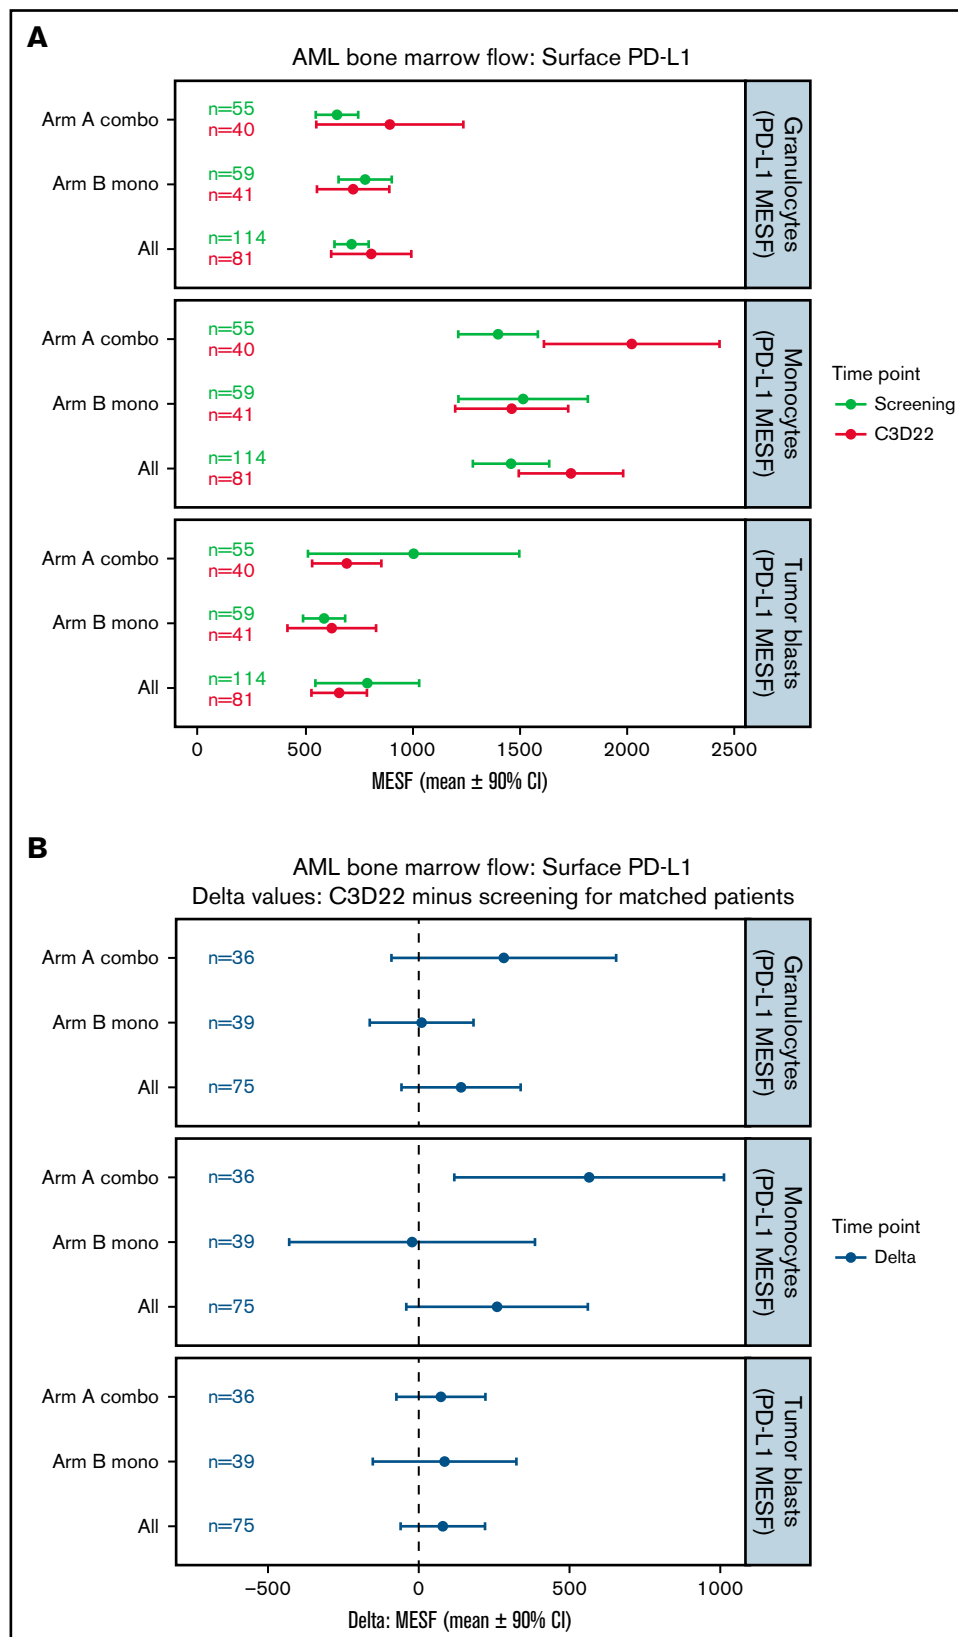 A
AML bone marrow flow: Surface PD-L1
Arm A combo
n=55
n=40
Arm B mono
n=59
n=41
All
n=114
n=81
Granulocytes
(PD-L1 MESF)
Arm A combo
n=55
n=40
Arm B mono
n=59
n=41
All
n=114
n=81
Monocytes
(PD-L1 MESF)
Arm A combo
n=55
n=40
Arm B mono
n=59
n=41
All
n=114
n=81
Tumor blasts
(PD-L1 MESF)
0 500 1000 1500 2000 2500
MESF (mean ± 90% CI)
Time point
Screening
C3D22
B
AML bone marrow flow: Surface PD-L1
Delta values: C3D22 minus screening for matched patients
Arm A combo
n=36
Arm B mono
n=39
All
n=75
Granulocytes
(PD-L1 MESF)
Arm A combo
n=36
Arm B mono
n=39
All
n=75
Monocytes
(PD-L1 MESF)
Arm A combo
n=36
Arm B mono
n=39
All
n=75
Tumor blasts
(PD-L1 MESF)
−500 0 500 1000
Delta: MESF (mean ± 90% CI)
Time point
Delta